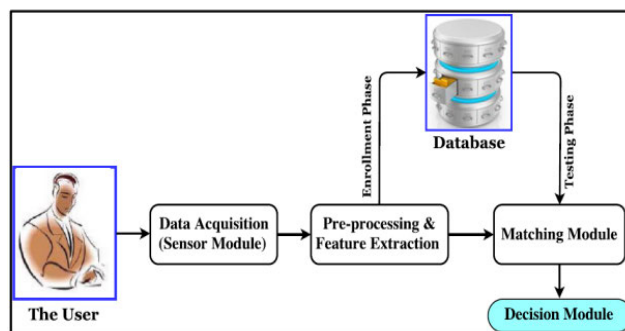 Enrollment Phase
Database
Testing Phase
The User
Data Acquisition
(Sensor Module)
Pre-processing &
Feature Extraction
Matching Module
Decision Module